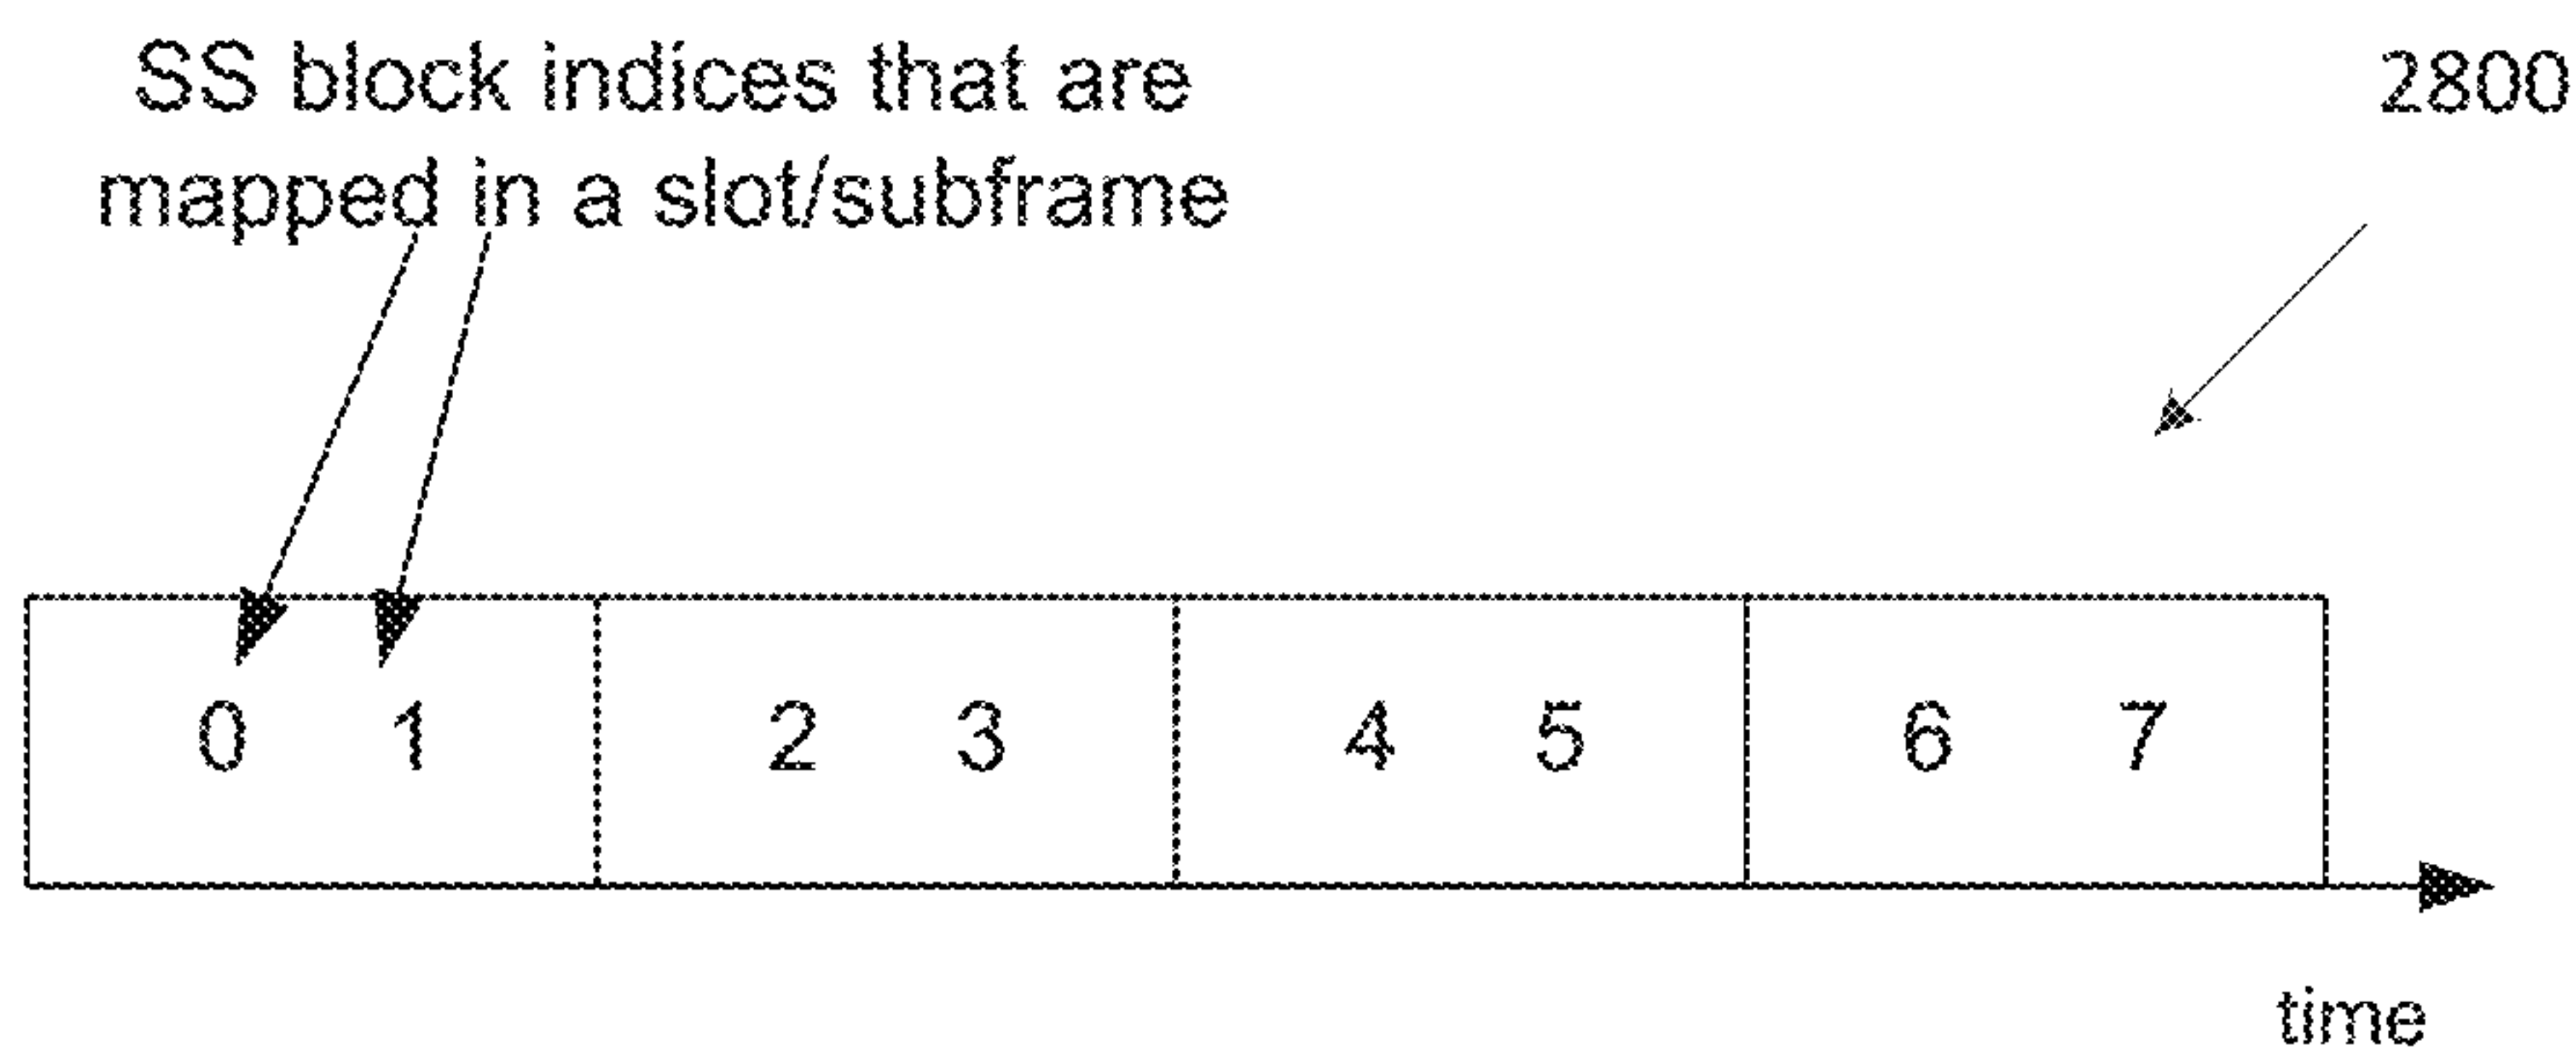 SS block indices that are
mapped in a slot/subframe
2800
0 1 2 3 4 5 6 7
time